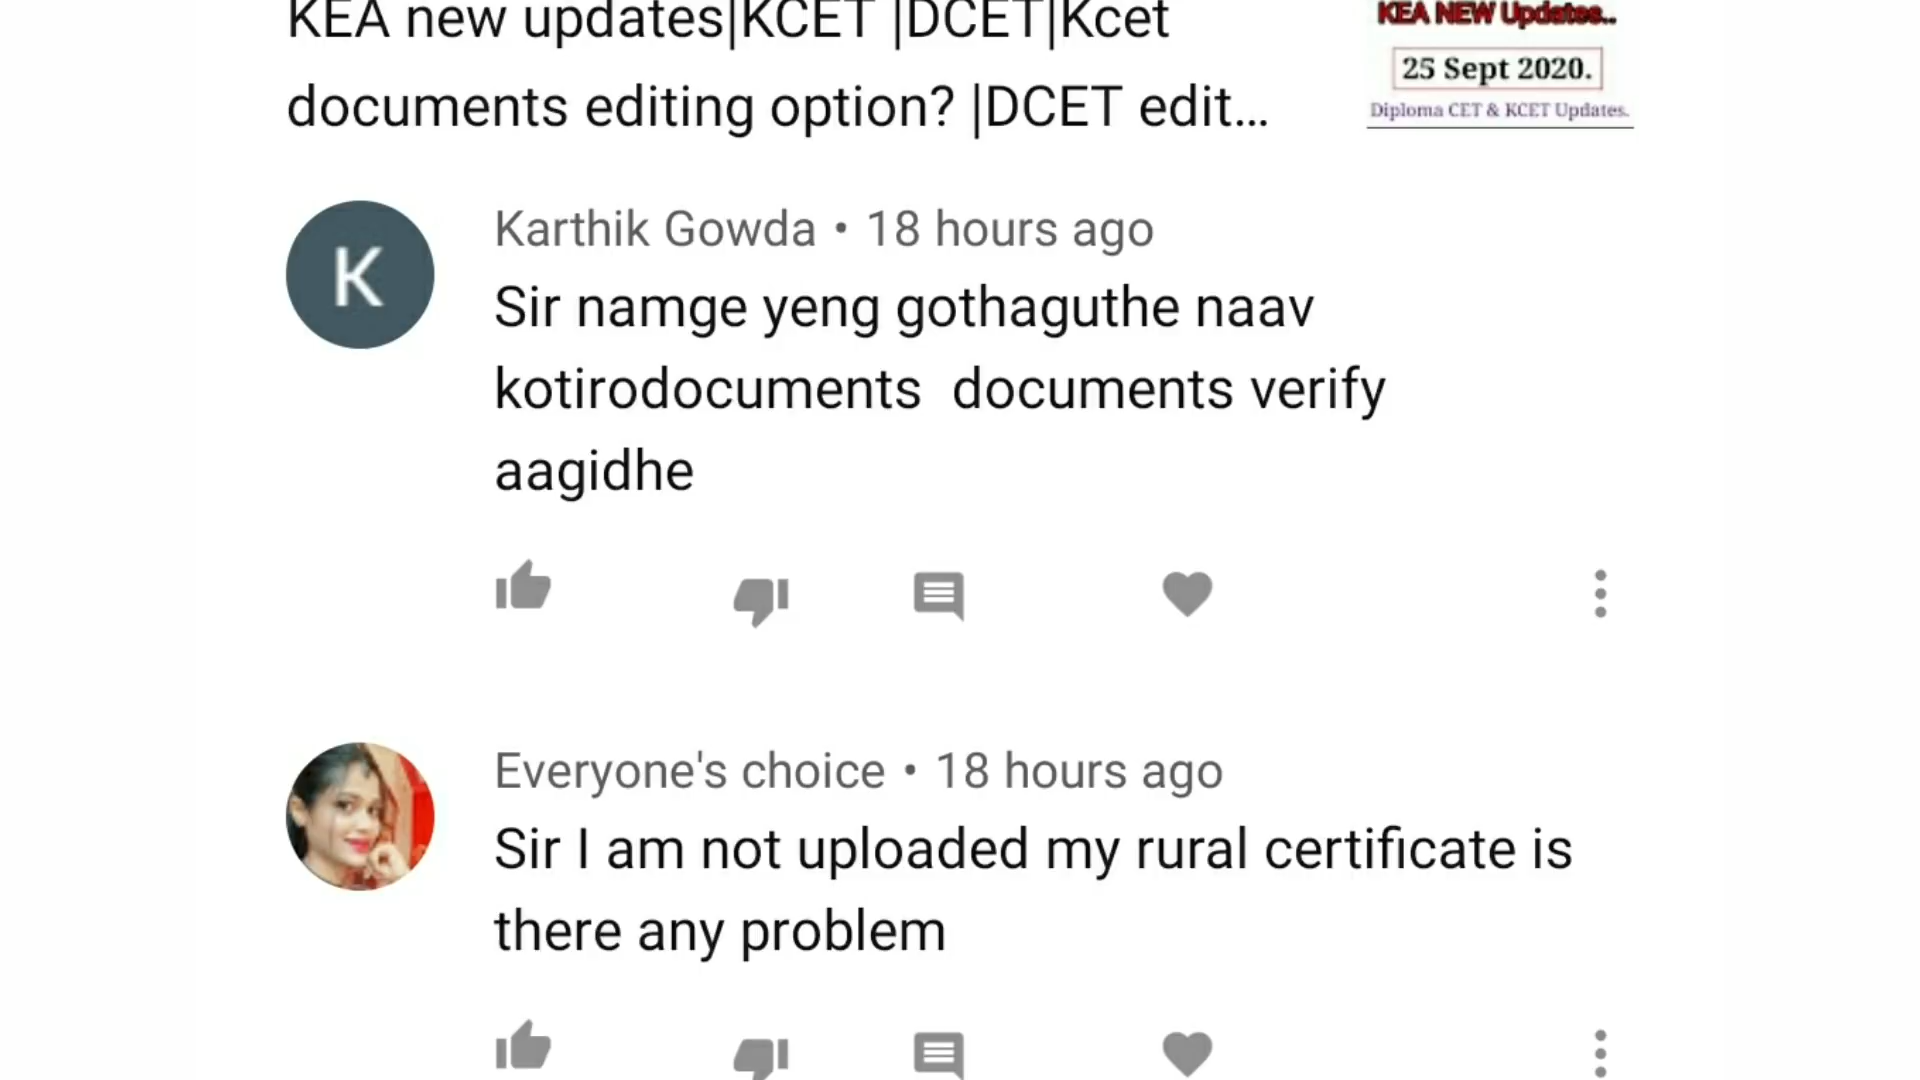 KEA new updates|KCET |DCET|Kcet
documents editing option? |DCET edit...
KEA NEW Updates..
25 Sept 2020.
Diploma CET & KCET Updates.
K
Karthik Gowda • 18 hours ago
Sir namge yeng gothaguthe naav
kotirodocuments  documents verify
aagidhe
Everyone's choice • 18 hours ago
Sir I am not uploaded my rural certificate is
there any problem